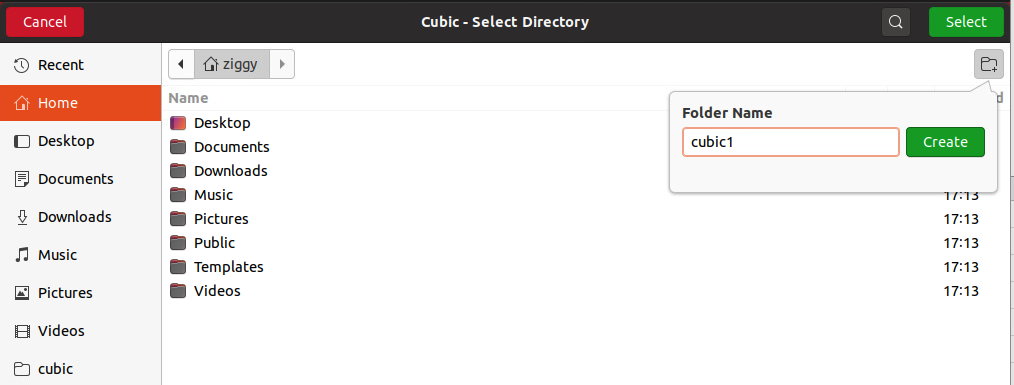 Cancel
Cubic - Select Directory
Select
Recent
Home
Desktop
Documents
Downloads
Music
Pictures
Videos
cubic
ziggy
Name
Desktop
Documents
Downloads
Music 17:13
Pictures 17:13
Public 17:13
Templates 17:13
Videos 17:13
Folder Name
cubic1
Create